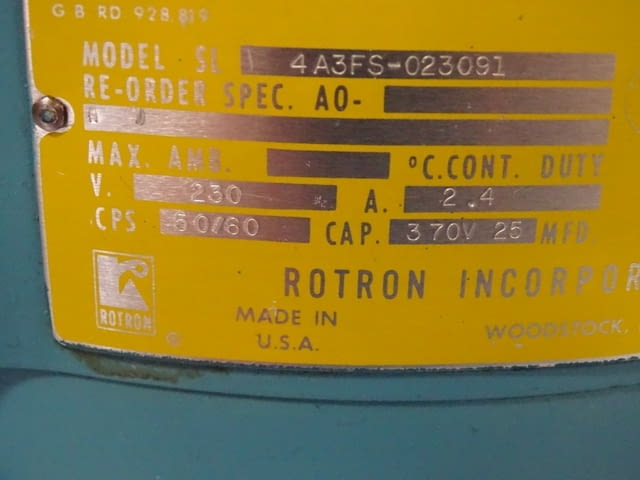 G B RD 928,819
MODEL SL 4A3FS-023091
RE-ORDER SPEC. AO-
MAX. AMB. °C.CONT. DUTY
V. 230 A. 2.4
CPS 50/60 CAP. 370V 25 MFD.
ROTRON INCORPOR
ROTRON ®
MADE IN
U.S.A.
WOODSTOCK,